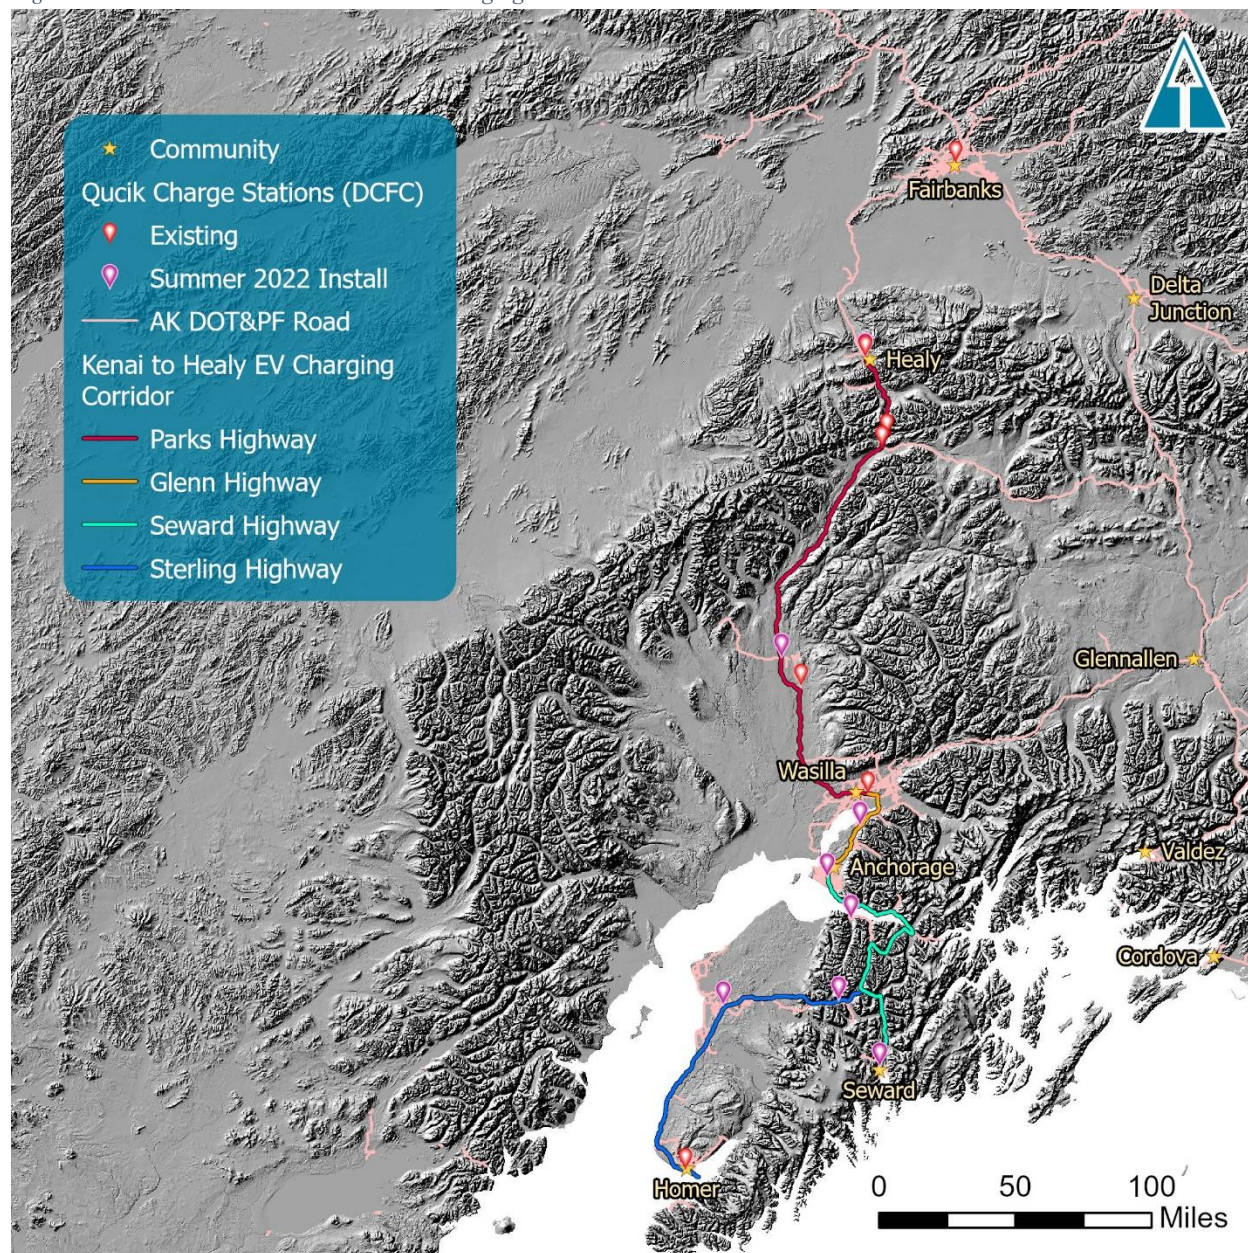 Community
Qucik Charge Stations (DCFC)
Existing
Summer 2022 Install
AK DOT&PF Road
Kenai to Healy EV Charging
Corridor
Parks Highway
Glenn Highway
Seward Highway
Sterling Highway
Fairbanks
Delta
Junction
Healy
Glennallen
Wasilla
Valdez
Anchorage
Cordova
Seward
Homer
0 50 100
Miles